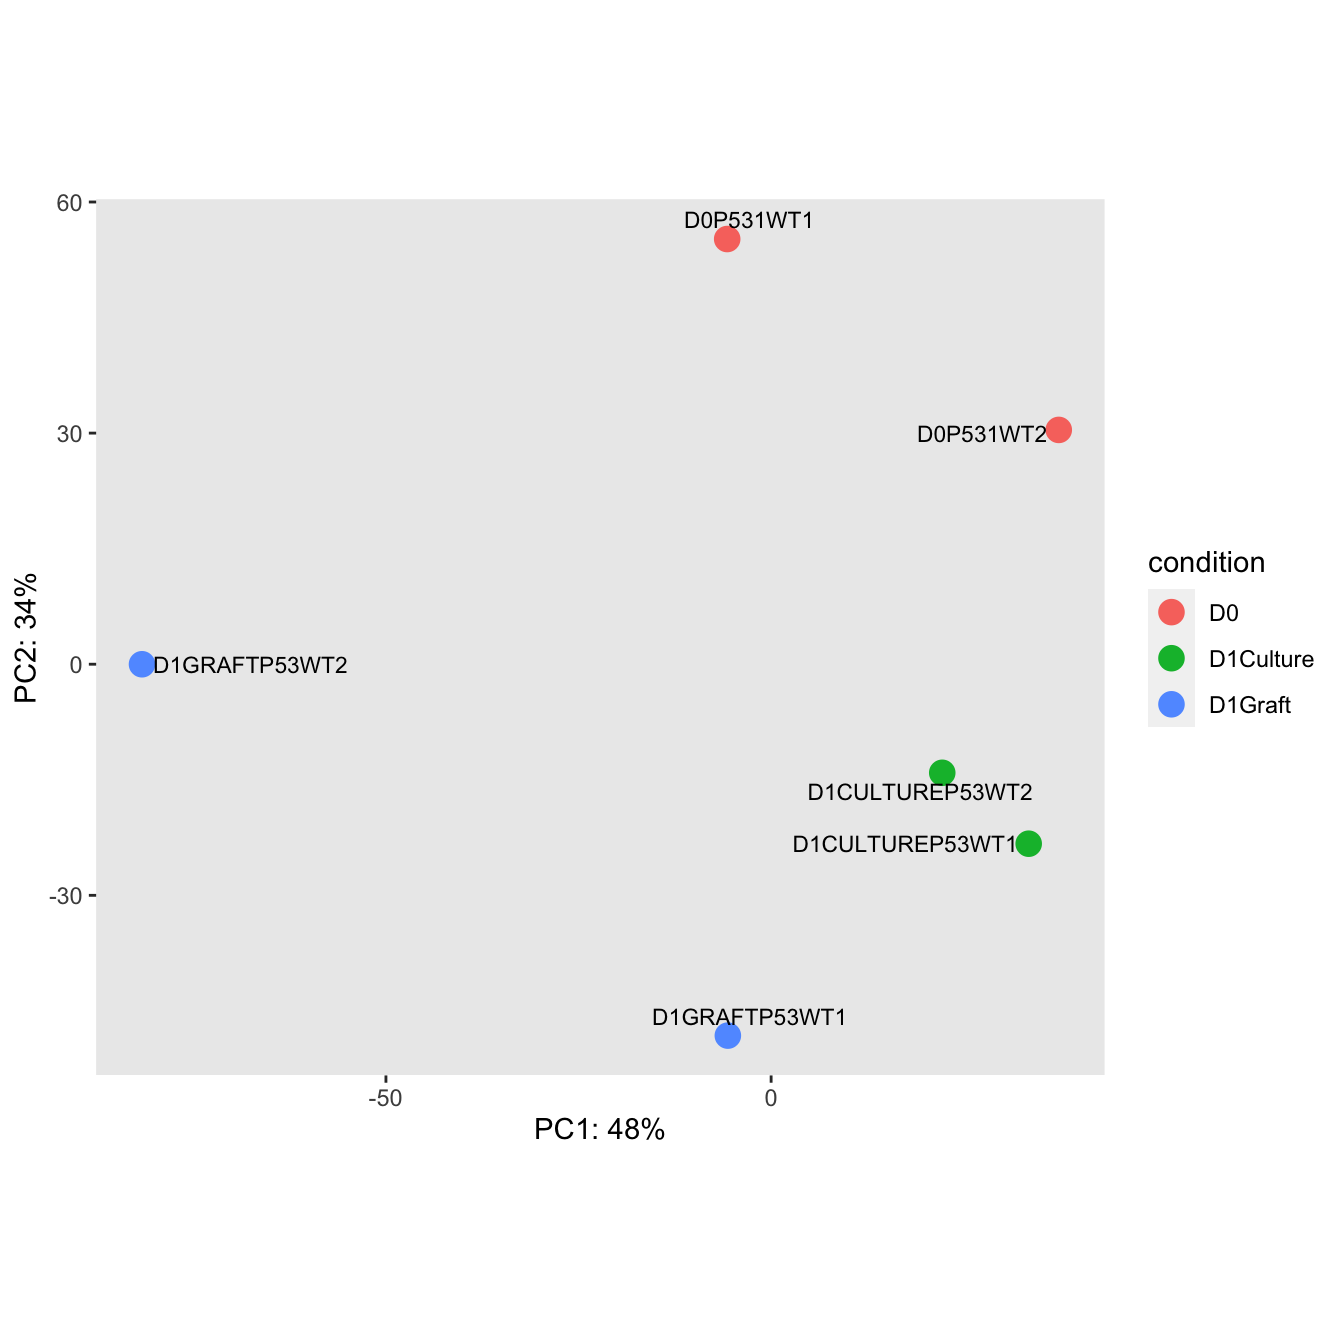 60
D0P531WT1
30
D0P531WT2
PC2: 34%
0
D1GRAFTP53WT2
D1CULTUREP53WT2
D1CULTUREP53WT1
-30
D1GRAFTP53WT1
-50
0
PC1: 48%
condition
D0
D1Culture
D1Graft